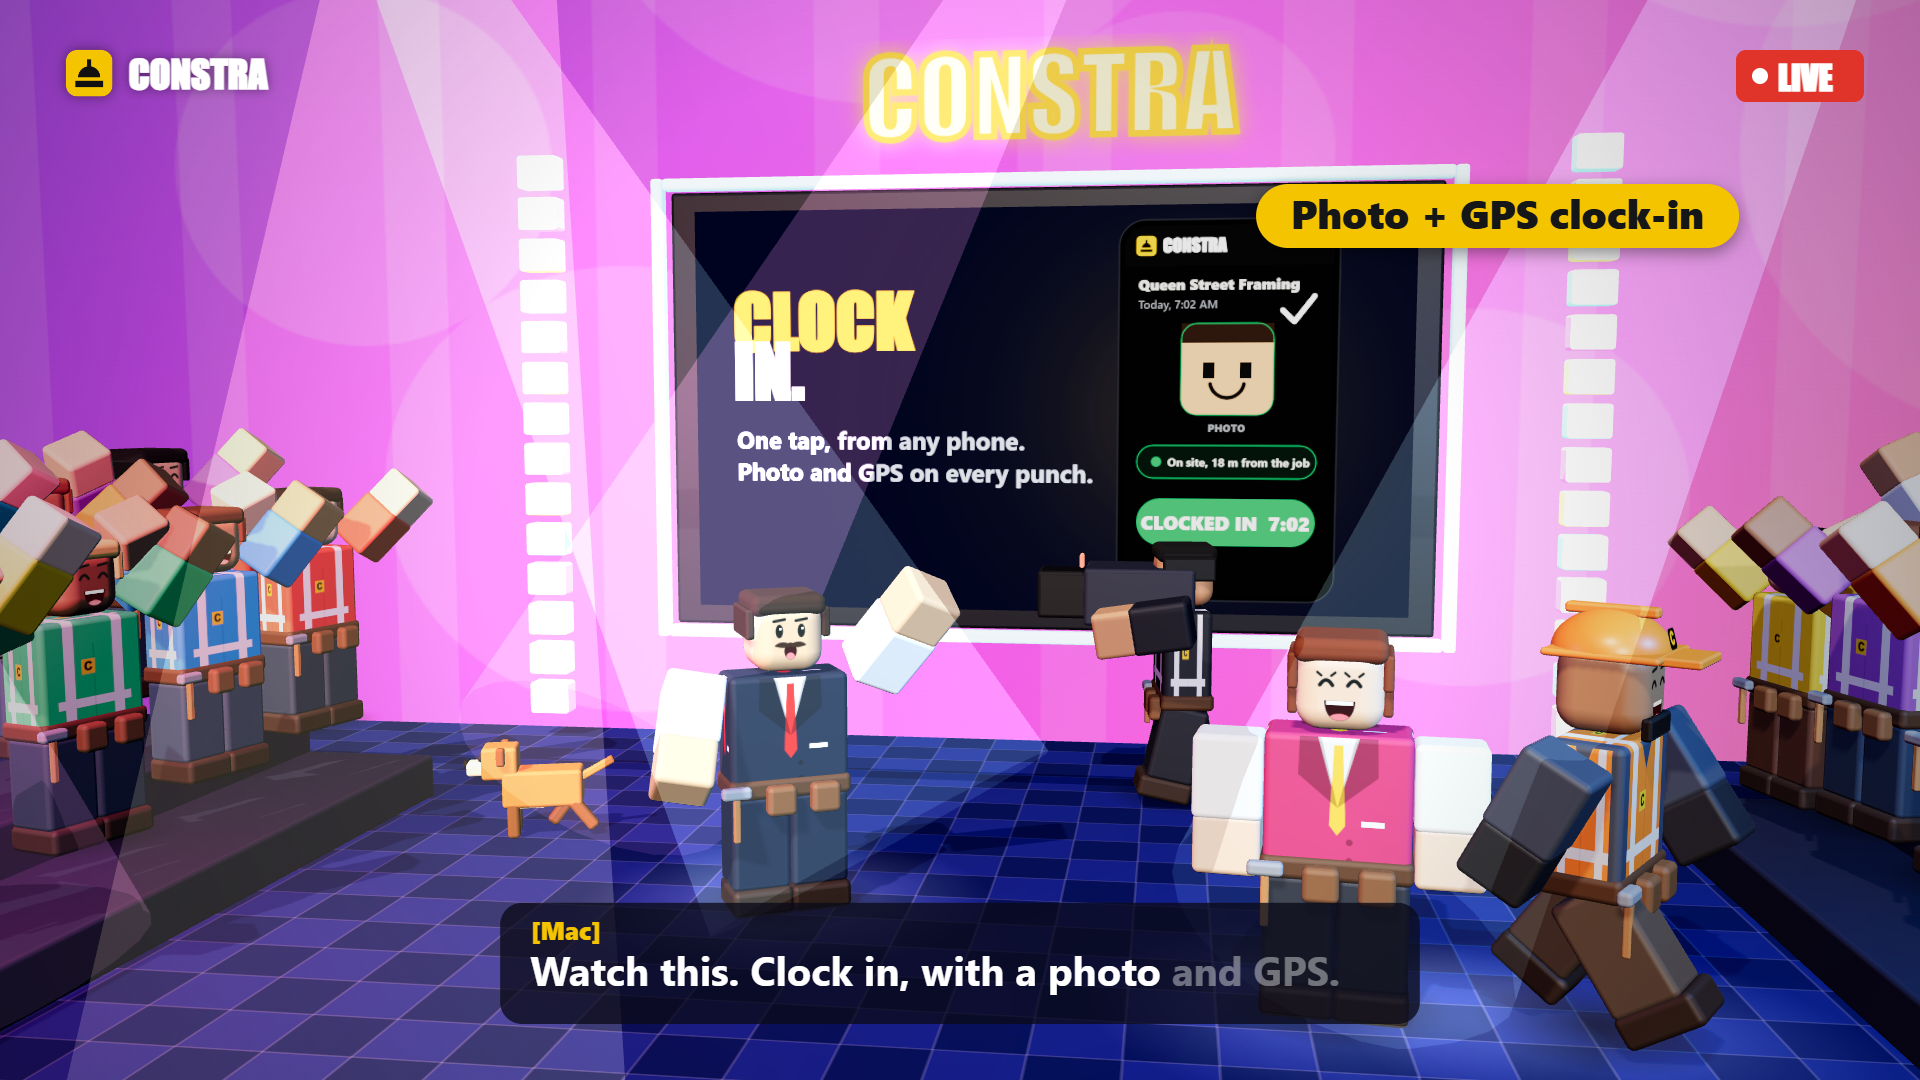 CONSTRA
CONSTRA
LIVE
Photo + GPS clock-in
CLOCK
IN.
One tap, from any phone.
Photo and GPS on every punch.
CONSTRA
Queen Street Framing
Today, 7:02 AM
PHOTO
On site, 18 m from the job
CLOCKED IN 7:02
C
C
C
C
C
C
C
C
C
[Mac]
Watch this. Clock in, with a photo and GPS.